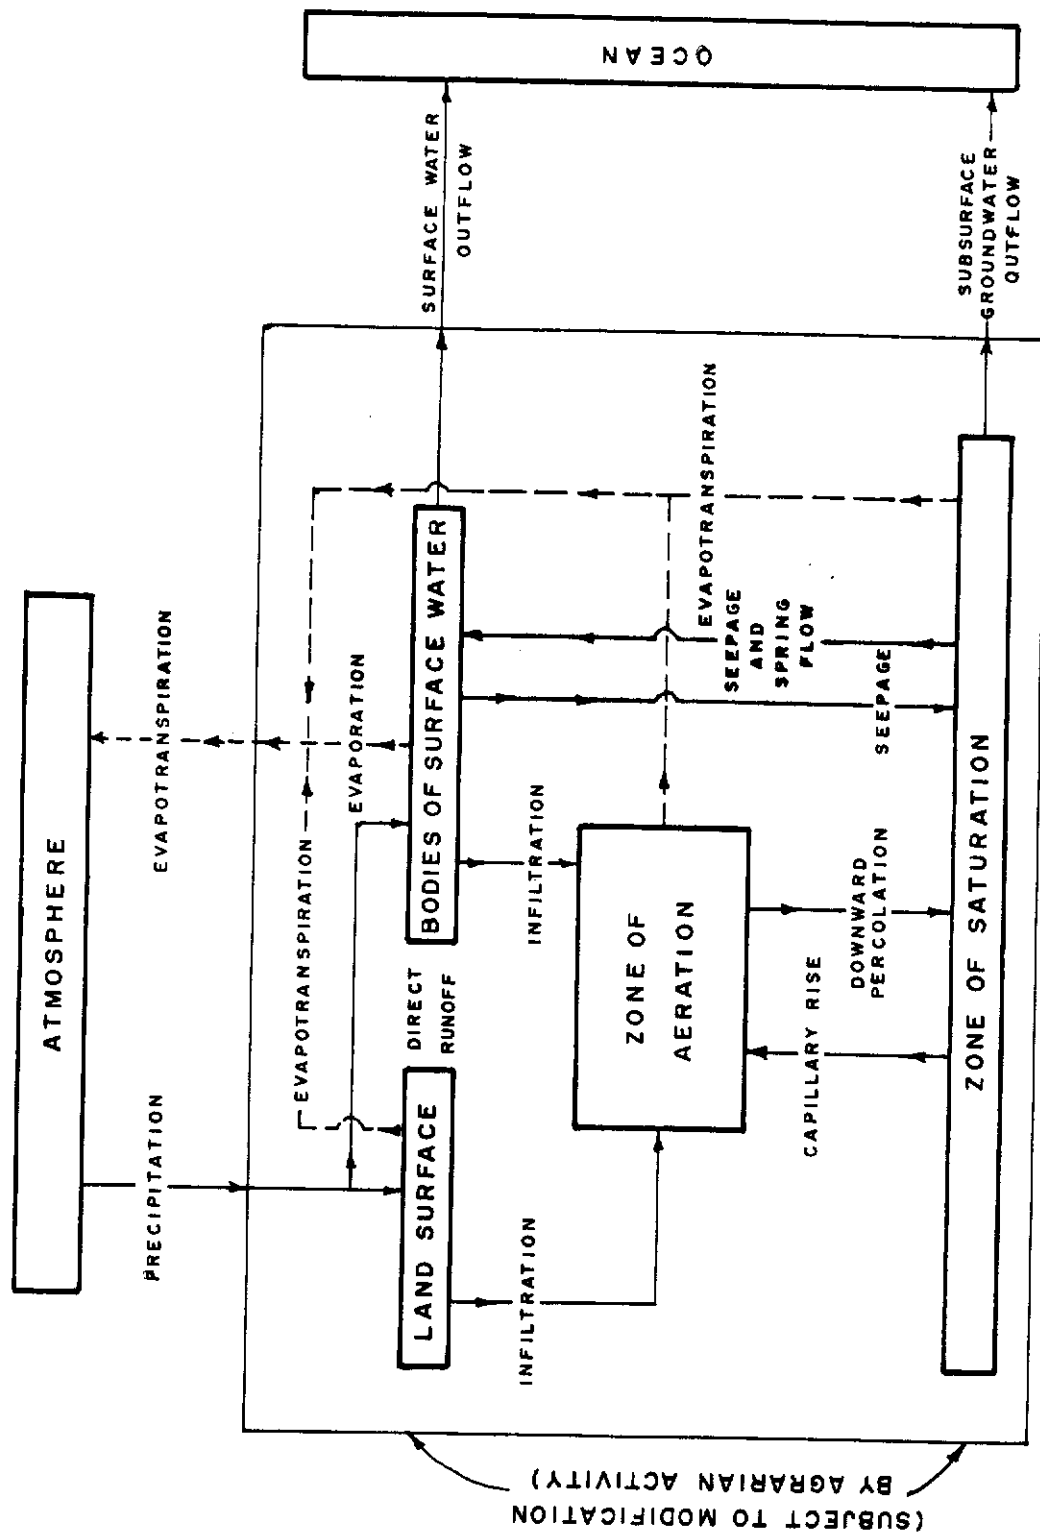 ATMOSPHERE
PRECIPITATION
EVAPOTRANSPIRATION
EVAPOTRANSPIRATION
EVAPORATION
LAND SURFACE
DIRECT
RUNOFF
BODIES OF SURFACE WATER
SURFACE WATER
OUTFLOW
OCEAN
INFILTRATION
INFILTRATION
ZONE OF
AERATION
EVAPOTRANSPIRATION
SEEPAGE
AND
SPRING
FLOW
SEEPAGE
CAPILLARY RISE
DOWNWARD
PERCOLATION
ZONE OF SATURATION
SUBSURFACE
GROUNDWATER
OUTFLOW
(SUBJECT TO MODIFICATION
BY AGRARIAN ACTIVITY)